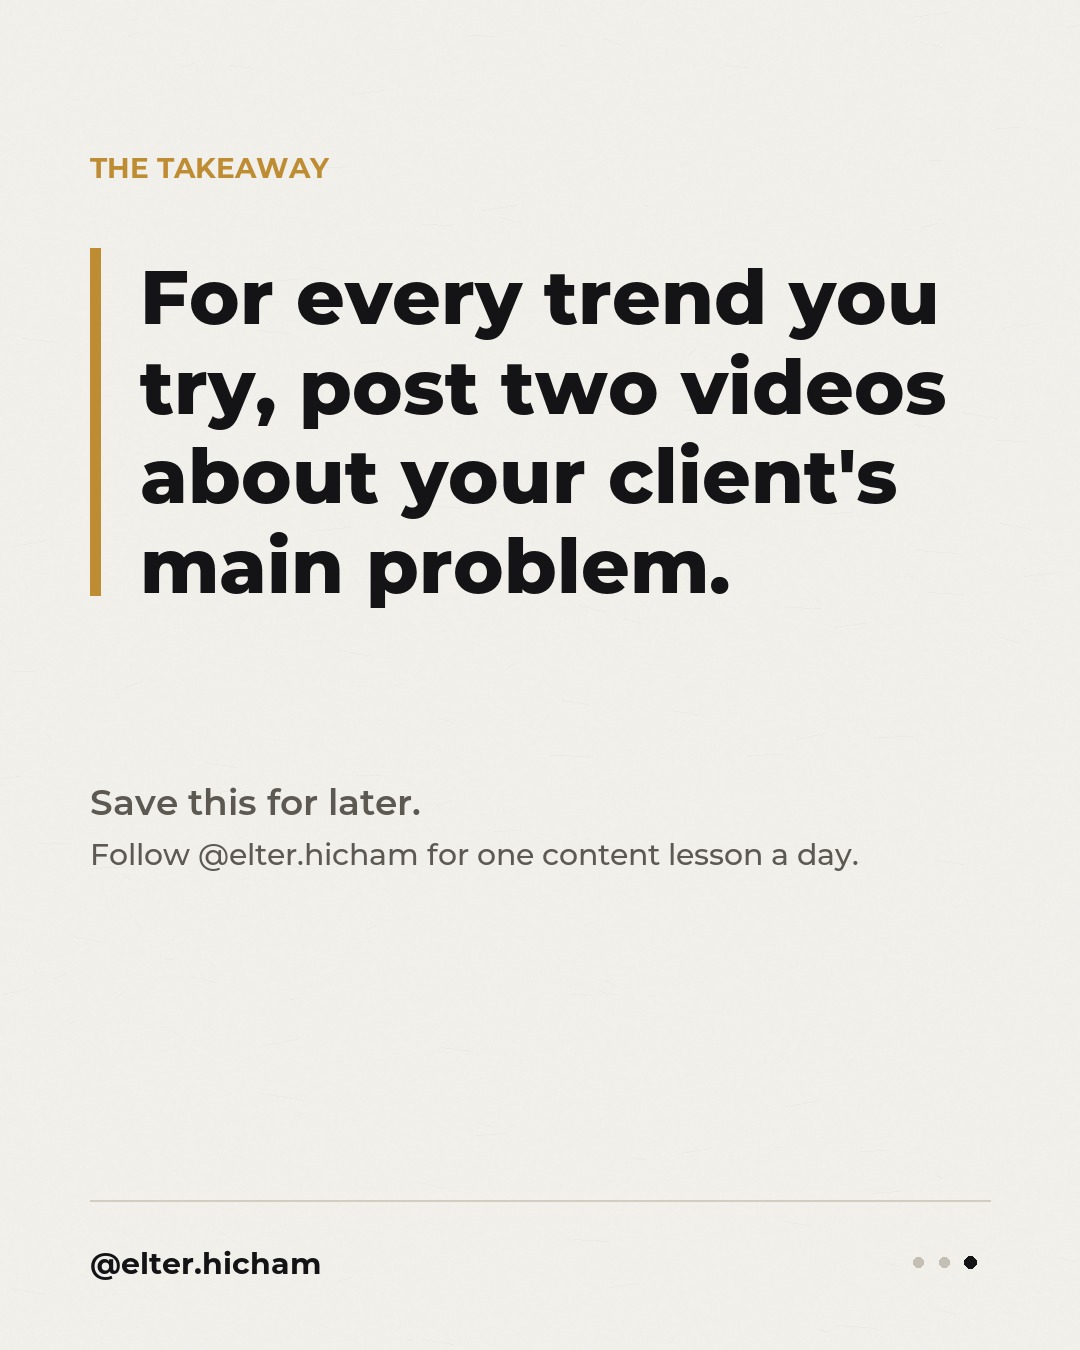 THE TAKEAWAY
For every trend you
try, post two videos
about your client's
main problem.
Save this for later.
Follow @elter.hicham for one content lesson a day.
@elter.hicham